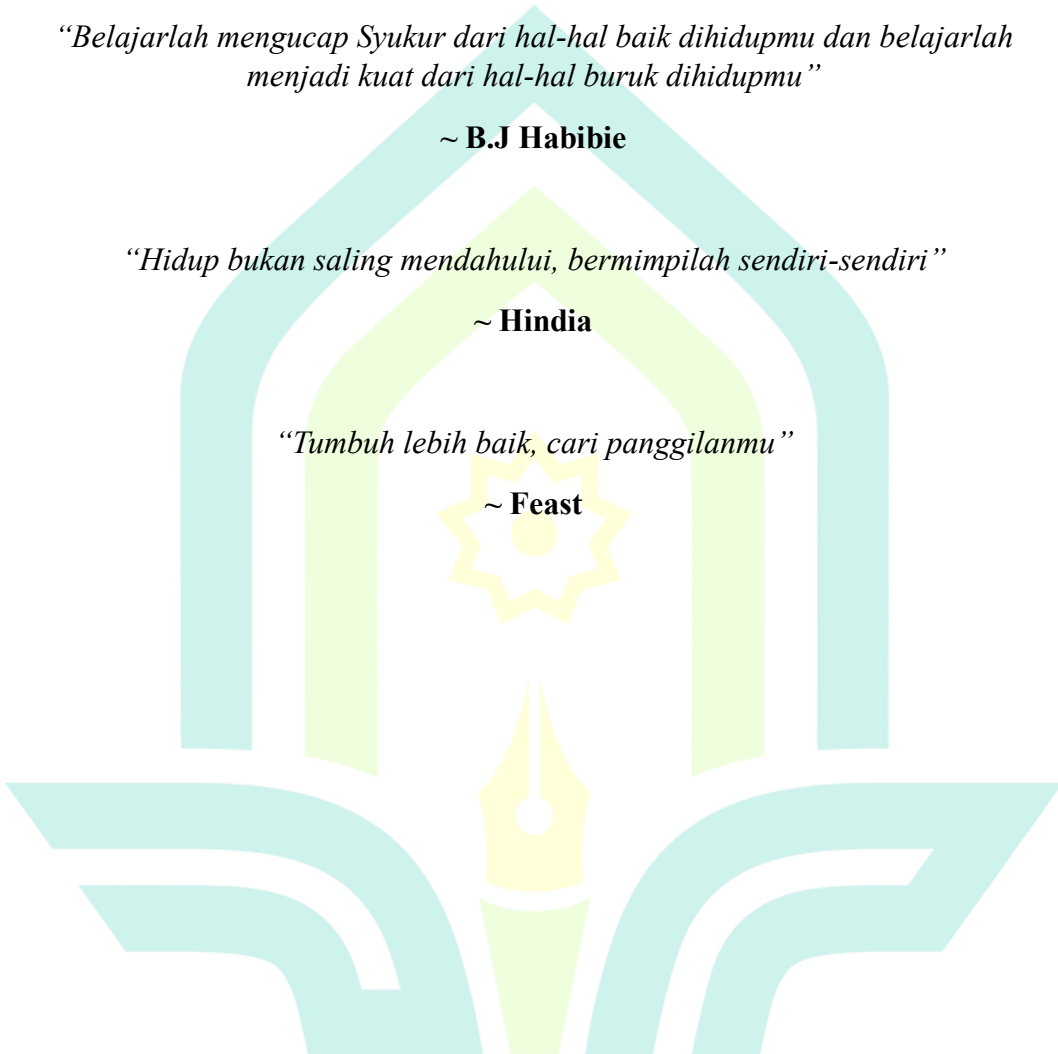 “Belajarlah mengucap Syukur dari hal-hal baik dihidupmu dan belajarlah
menjadi kuat dari hal-hal buruk dihidupmu”
~ B.J Habibie
“Hidup bukan saling mendahului, bermimpilah sendiri-sendiri”
~ Hindia
“Tumbuh lebih baik, cari panggilanmu”
~ Feast